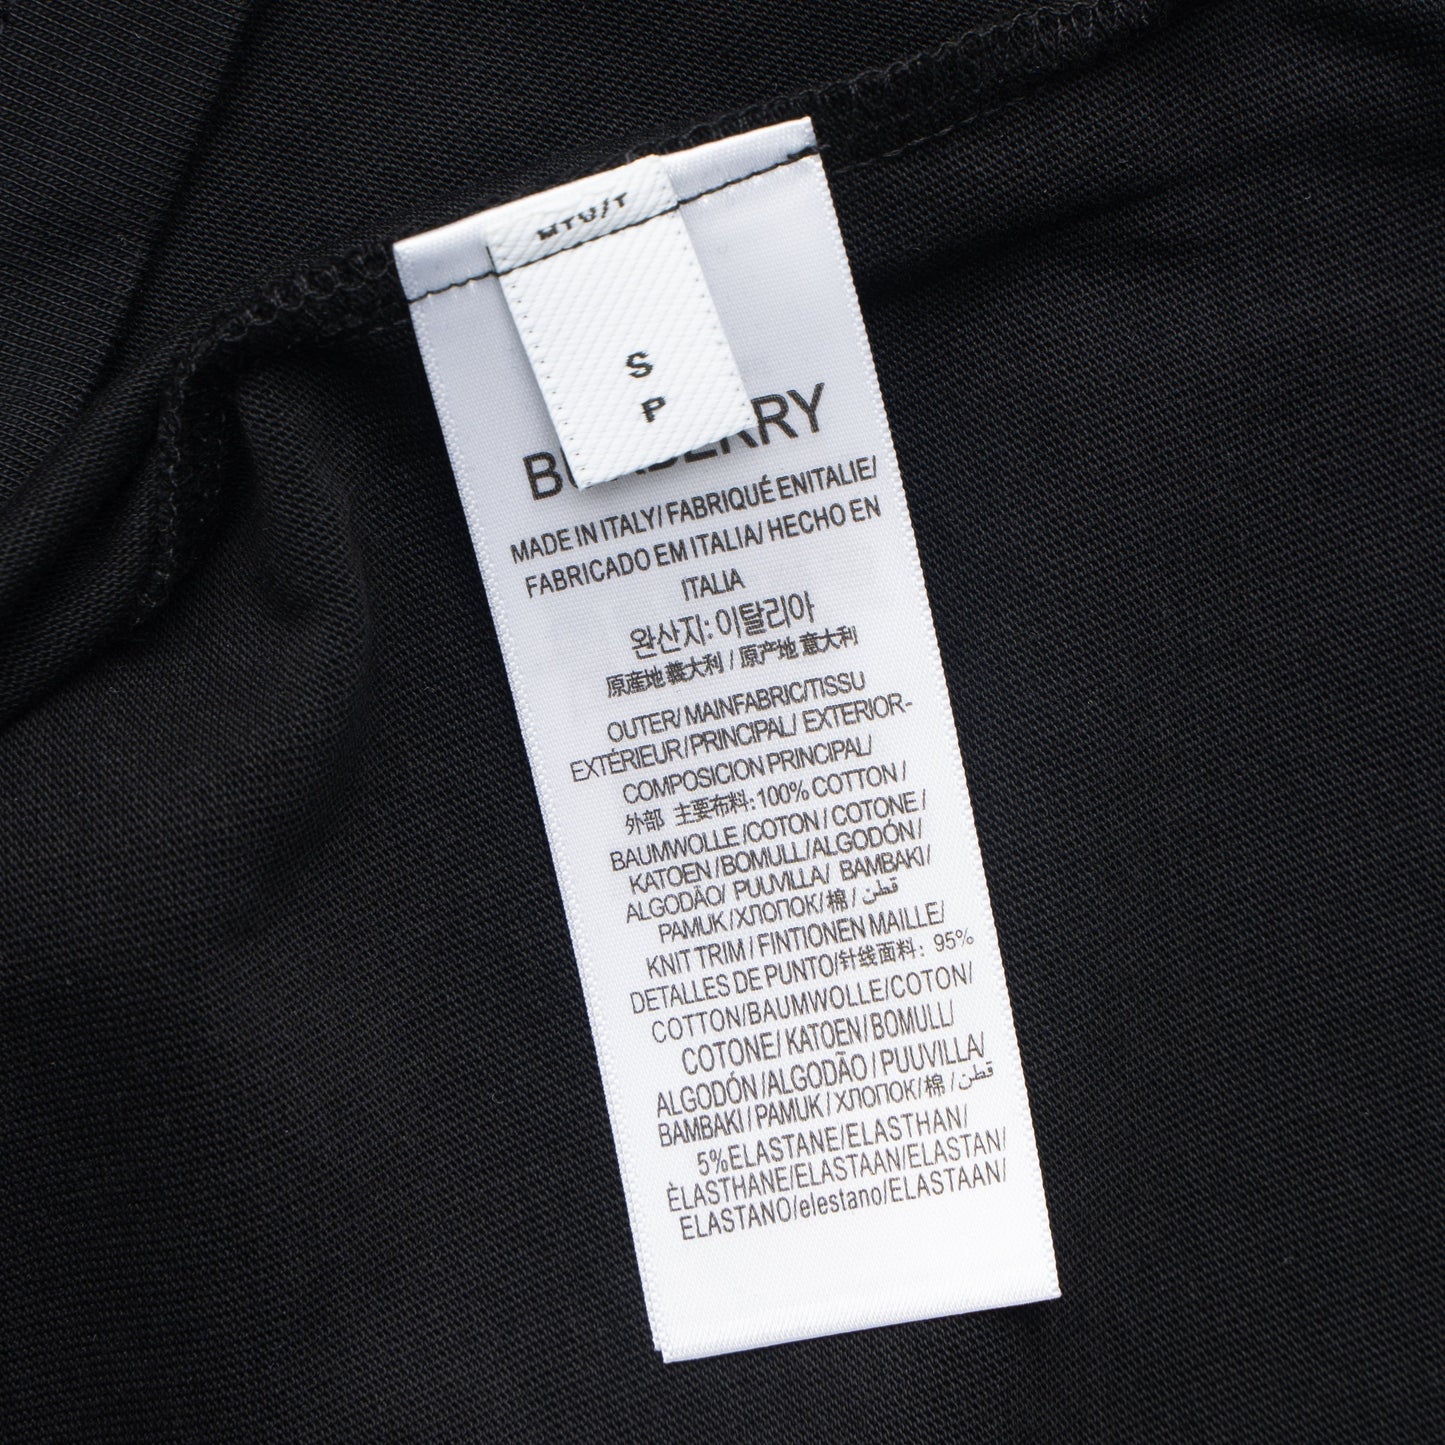 MTU/T
S
P
BURBERRY
MADE IN ITALY/ FABRIQUÉ ENITALIE/
FABRICADO EM ITALIA/ HECHO EN
ITALIA
완산지: 이탈리아
原產地 義大利 / 原产地 意大利
OUTER/ MAINFABRIC/TISSU
EXTÉRIEUR/PRINCIPAL/ EXTERIOR-
COMPOSICION PRINCIPAL/
外部 主要布料:100% COTTON /
BAUMWOLLE /COTON / COTONE /
KATOEN /BOMULL/ALGODÓN /
ALGODÃO/ PUUVILLA/ BAMBAKI/
PAMUK /ХЛОПОК/棉 / قطن /
KNIT TRIM / FINTIONEN MAILLE/
DETALLES DE PUNTO/针线面料: 95%
COTTON/BAUMWOLLE/COTON/
COTONE/ KATOEN/ BOMULL/
ALGODÓN /ALGODÃO / PUUVILLA/
BAMBAKI / PAMUK / ХЛОПОК/棉 / قطن /
5%ELASTANE/ELASTHAN/
ÈLASTHANE/ELASTAAN/ELASTAN/
ELASTANO/elestano/ELASTAAN/